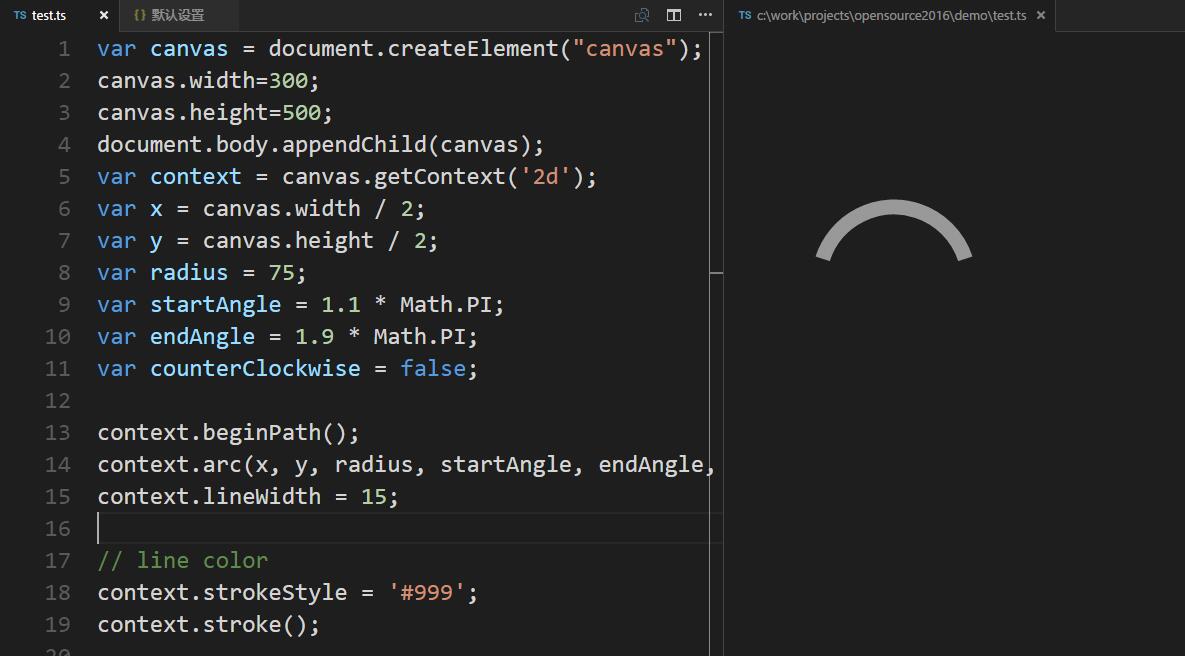 TS test.ts × {} 默认设置 ··· TS c:\work\projects\opensource2016\demo\test.ts ×
1 var canvas = document.createElement("canvas");
2 canvas.width=300;
3 canvas.height=500;
4 document.body.appendChild(canvas);
5 var context = canvas.getContext('2d');
6 var x = canvas.width / 2;
7 var y = canvas.height / 2;
8 var radius = 75;
9 var startAngle = 1.1 * Math.PI;
10 var endAngle = 1.9 * Math.PI;
11 var counterClockwise = false;
12
13 context.beginPath();
14 context.arc(x, y, radius, startAngle, endAngle,
15 context.lineWidth = 15;
16
17 // line color
18 context.strokeStyle = '#999';
19 context.stroke();
20